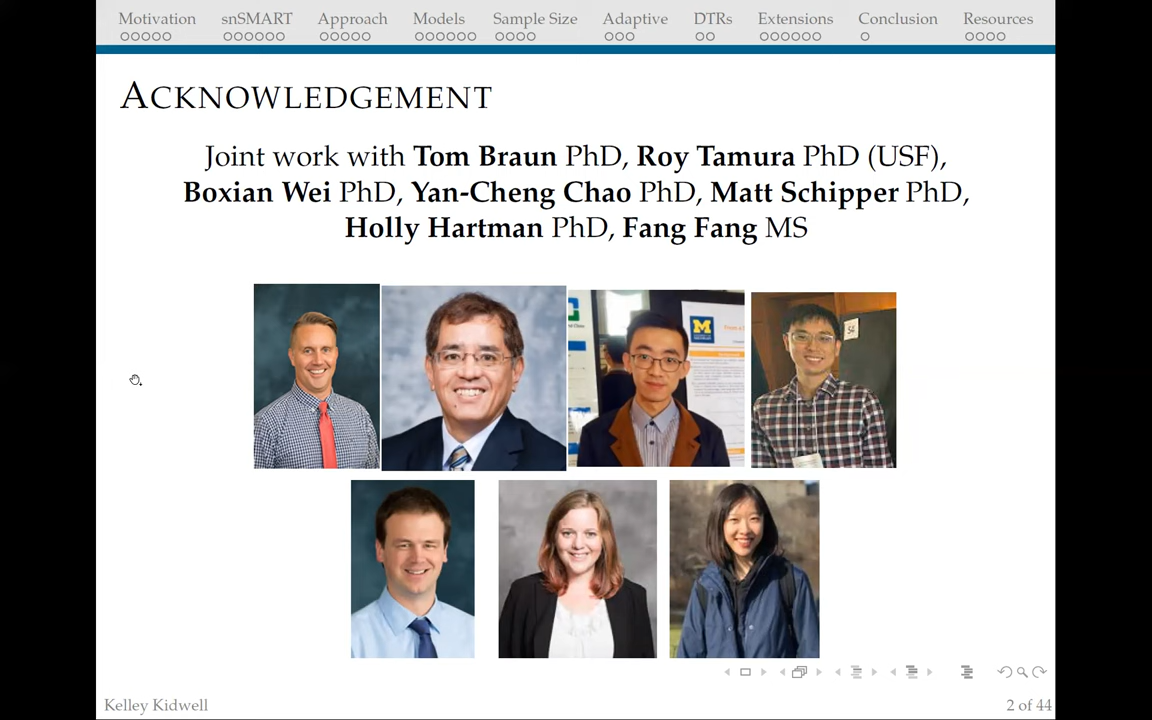 Motivation snSMART Approach Models Sample Size Adaptive DTRs Extensions Conclusion Resources
ACKNOWLEDGEMENT
Joint work with Tom Braun PhD, Roy Tamura PhD (USF),
Boxian Wei PhD, Yan-Cheng Chao PhD, Matt Schipper PhD,
Holly Hartman PhD, Fang Fang MS
M
54
Kelley Kidwell 2 of 44